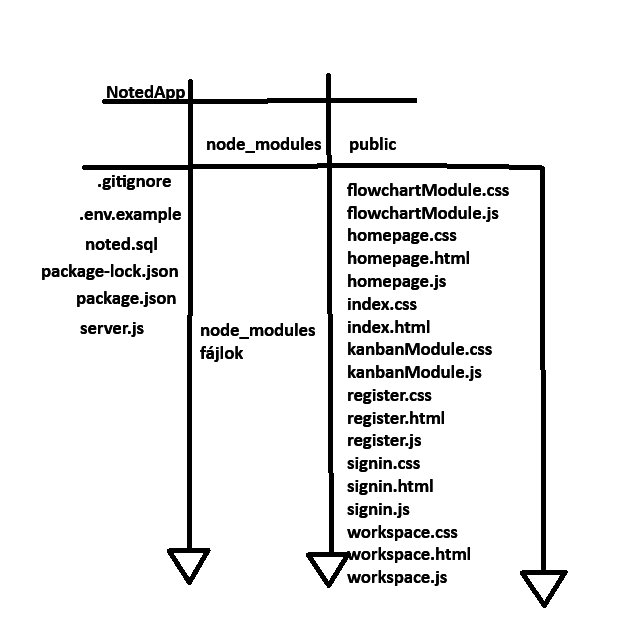 NotedApp
node_modules
public
.gitignore
.env.example
noted.sql
package-lock.json
package.json
server.js
node_modules
fájlok
flowchartModule.css
flowchartModule.js
homepage.css
homepage.html
homepage.js
index.css
index.html
kanbanModule.css
kanbanModule.js
register.css
register.html
register.js
signin.css
signin.html
signin.js
workspace.css
workspace.html
workspace.js